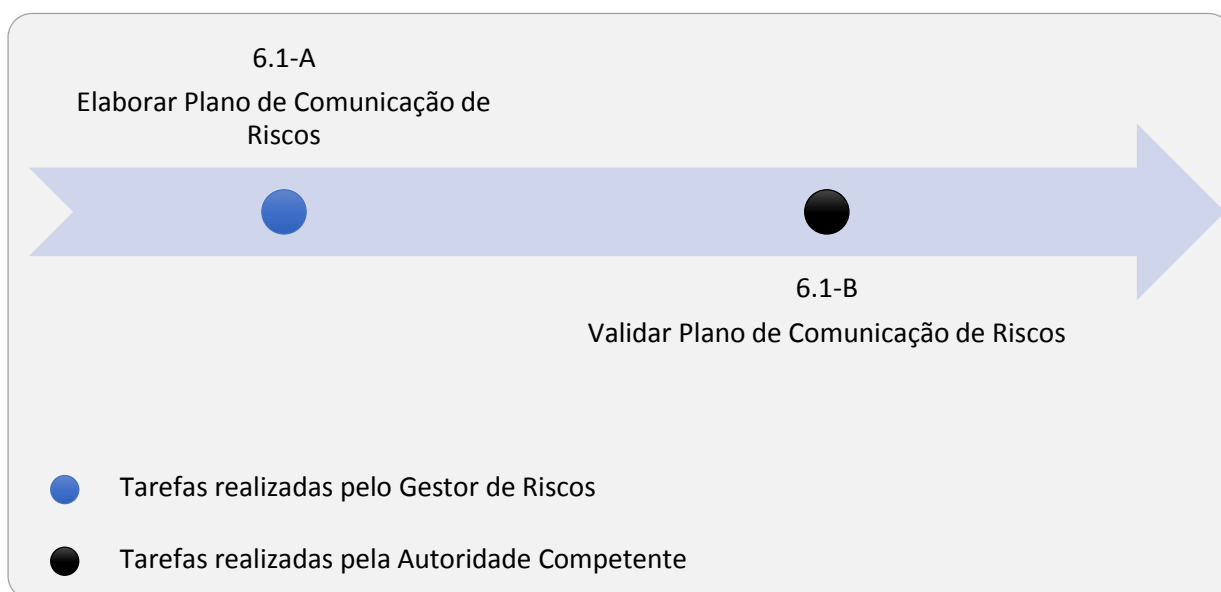 6.1-A
Elaborar Plano de Comunicação de
Riscos
6.1-B
Validar Plano de Comunicação de Riscos
Tarefas realizadas pelo Gestor de Riscos
Tarefas realizadas pela Autoridade Competente